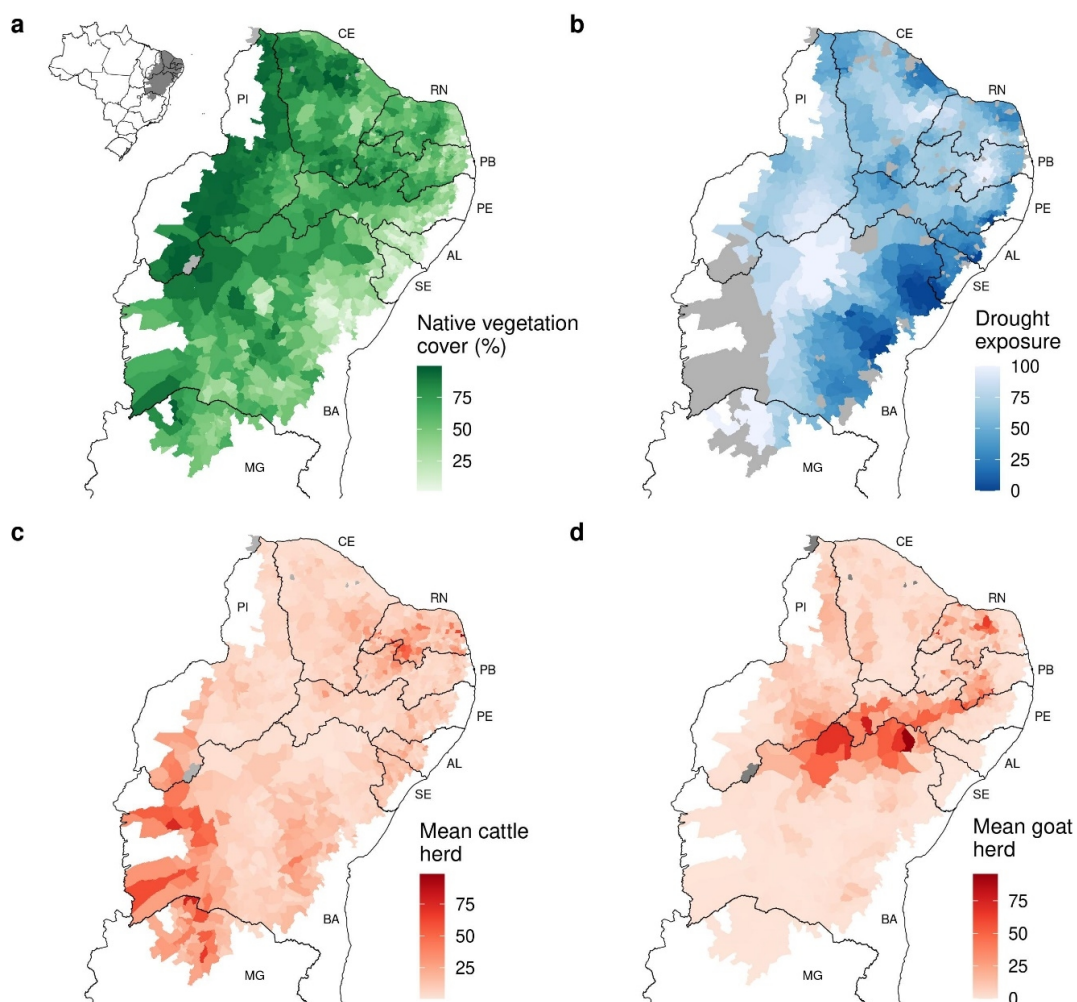 a
CE
PI
RN
PB
PE
AL
SE
BA
MG
Native vegetation
cover (%)
75
50
25
b
CE
PI
RN
PB
PE
AL
SE
BA
MG
Drought
exposure
100
75
50
25
0
c
CE
PI
RN
PB
PE
AL
SE
BA
MG
Mean cattle
herd
75
50
25
d
CE
PI
RN
PB
PE
AL
SE
BA
MG
Mean goat
herd
75
50
25
0